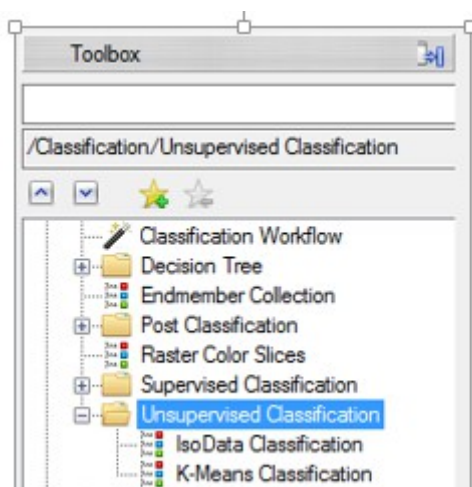 Toolbox
/Classification/Unsupervised Classification
Classification Workflow
Decision Tree
Endmember Collection
Post Classification
Raster Color Slices
Supervised Classification
Unsupervised Classification
IsoData Classification
K-Means Classification